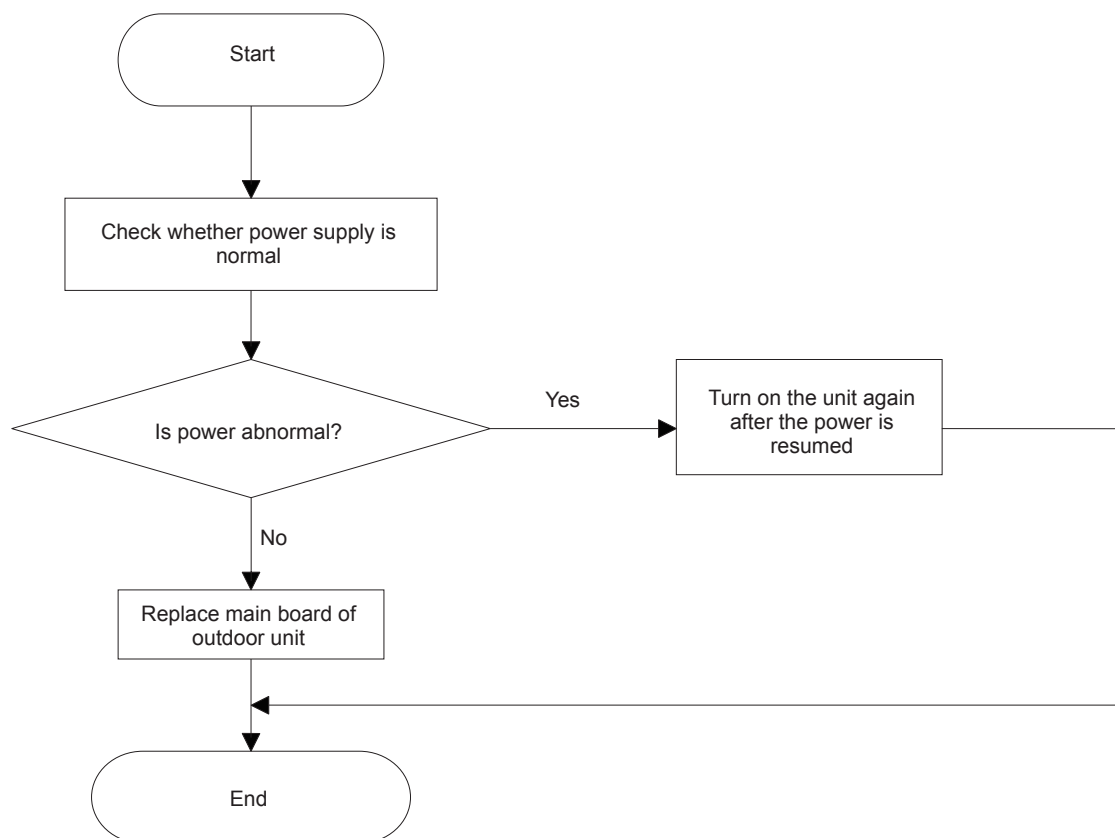 Start
Check whether power supply is
normal
Is power abnormal?
Yes
Turn on the unit again
after the power is
resumed
No
Replace main board of
outdoor unit
End